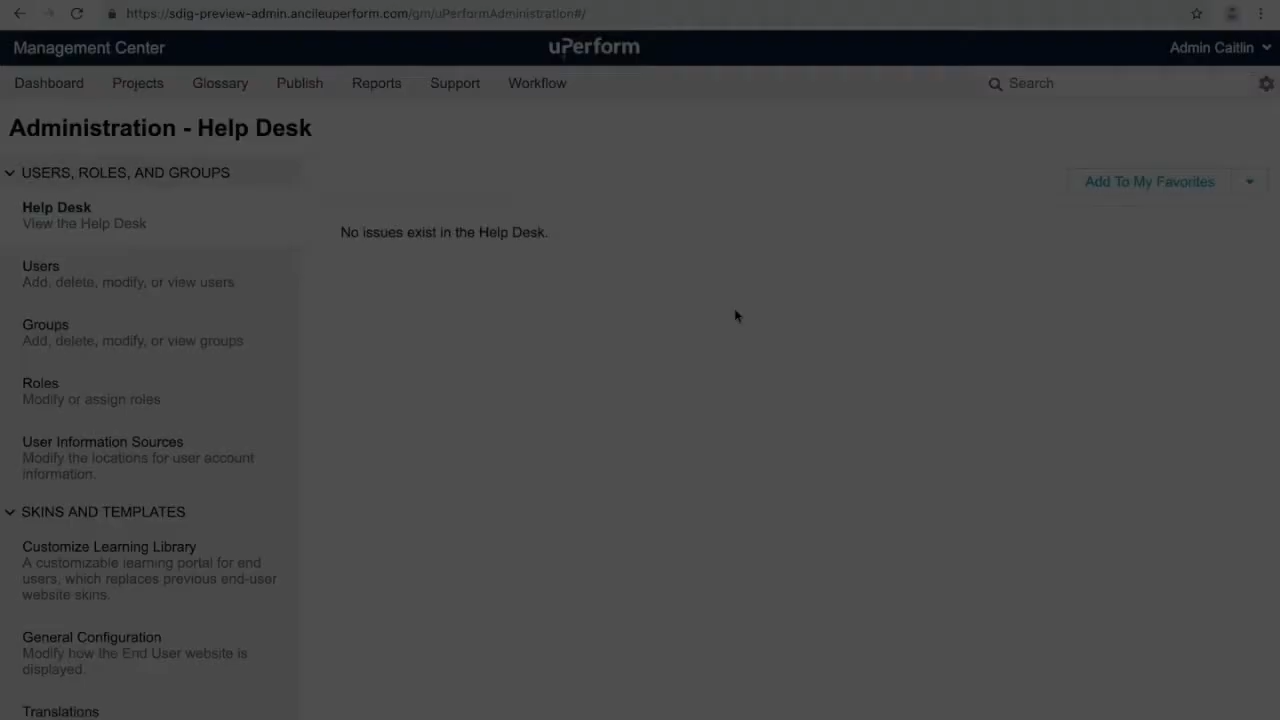 https://sdig-preview-admin.ancileuperform.com/gm/uPerformAdministration#/
Management Center
uPerform
Admin Caitlin
Dashboard
Projects
Glossary
Publish
Reports
Support
Workflow
Search
Administration - Help Desk
USERS, ROLES, AND GROUPS
Add To My Favorites
Help Desk
View the Help Desk
No issues exist in the Help Desk.
Users
Add, delete, modify, or view users
Groups
Add, delete, modify, or view groups
Roles
Modify or assign roles
User Information Sources
Modify the locations for user account
information.
SKINS AND TEMPLATES
Customize Learning Library
A customizable learning portal for end
users, which replaces previous end-user
website skins.
General Configuration
Modify how the End User website is
displayed.
Translations